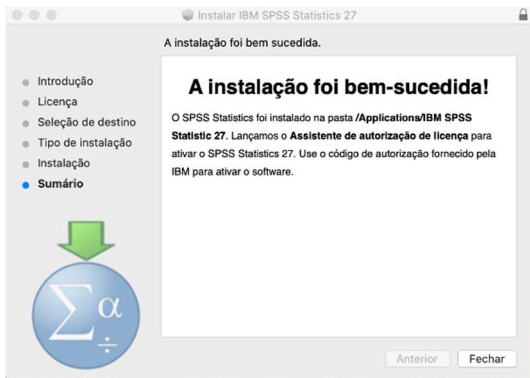 Instalar IBM SPSS Statistics 27
A instalação foi bem sucedida.
Introdução
Licença
Seleção de destino
Tipo de instalação
Instalação
Sumário
A instalação foi bem-sucedida!
O SPSS Statistics foi instalado na pasta /Applications/IBM SPSS
Statistic 27. Lançamos o Assistente de autorização de licença para
ativar o SPSS Statistics 27. Use o código de autorização fornecido pela
IBM para ativar o software.
Σ α ÷
Anterior Fechar